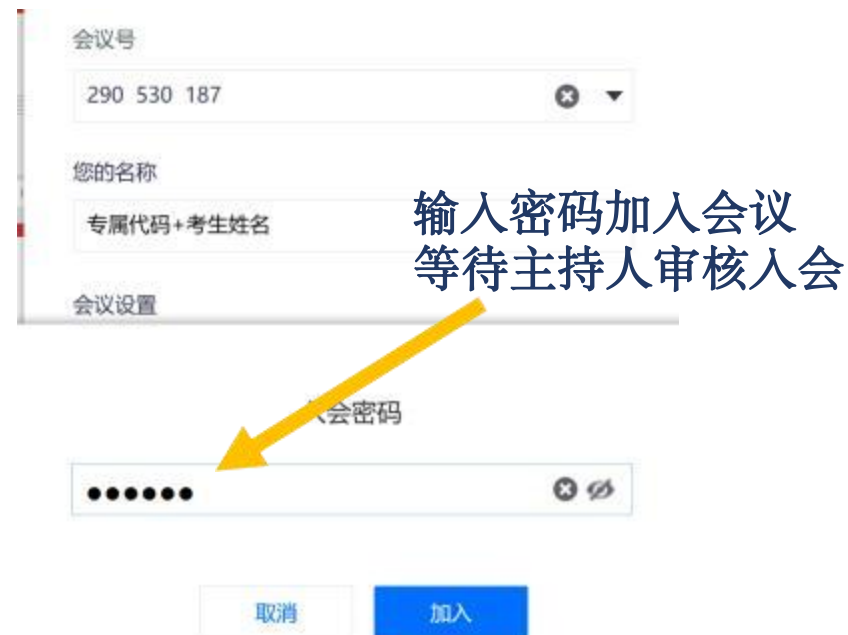 会议号
290 530 187
您的名称
专属代码+考生姓名
输入密码加入会议
等待主持人审核入会
会议设置
会密码
●●●●●●
取消
加入